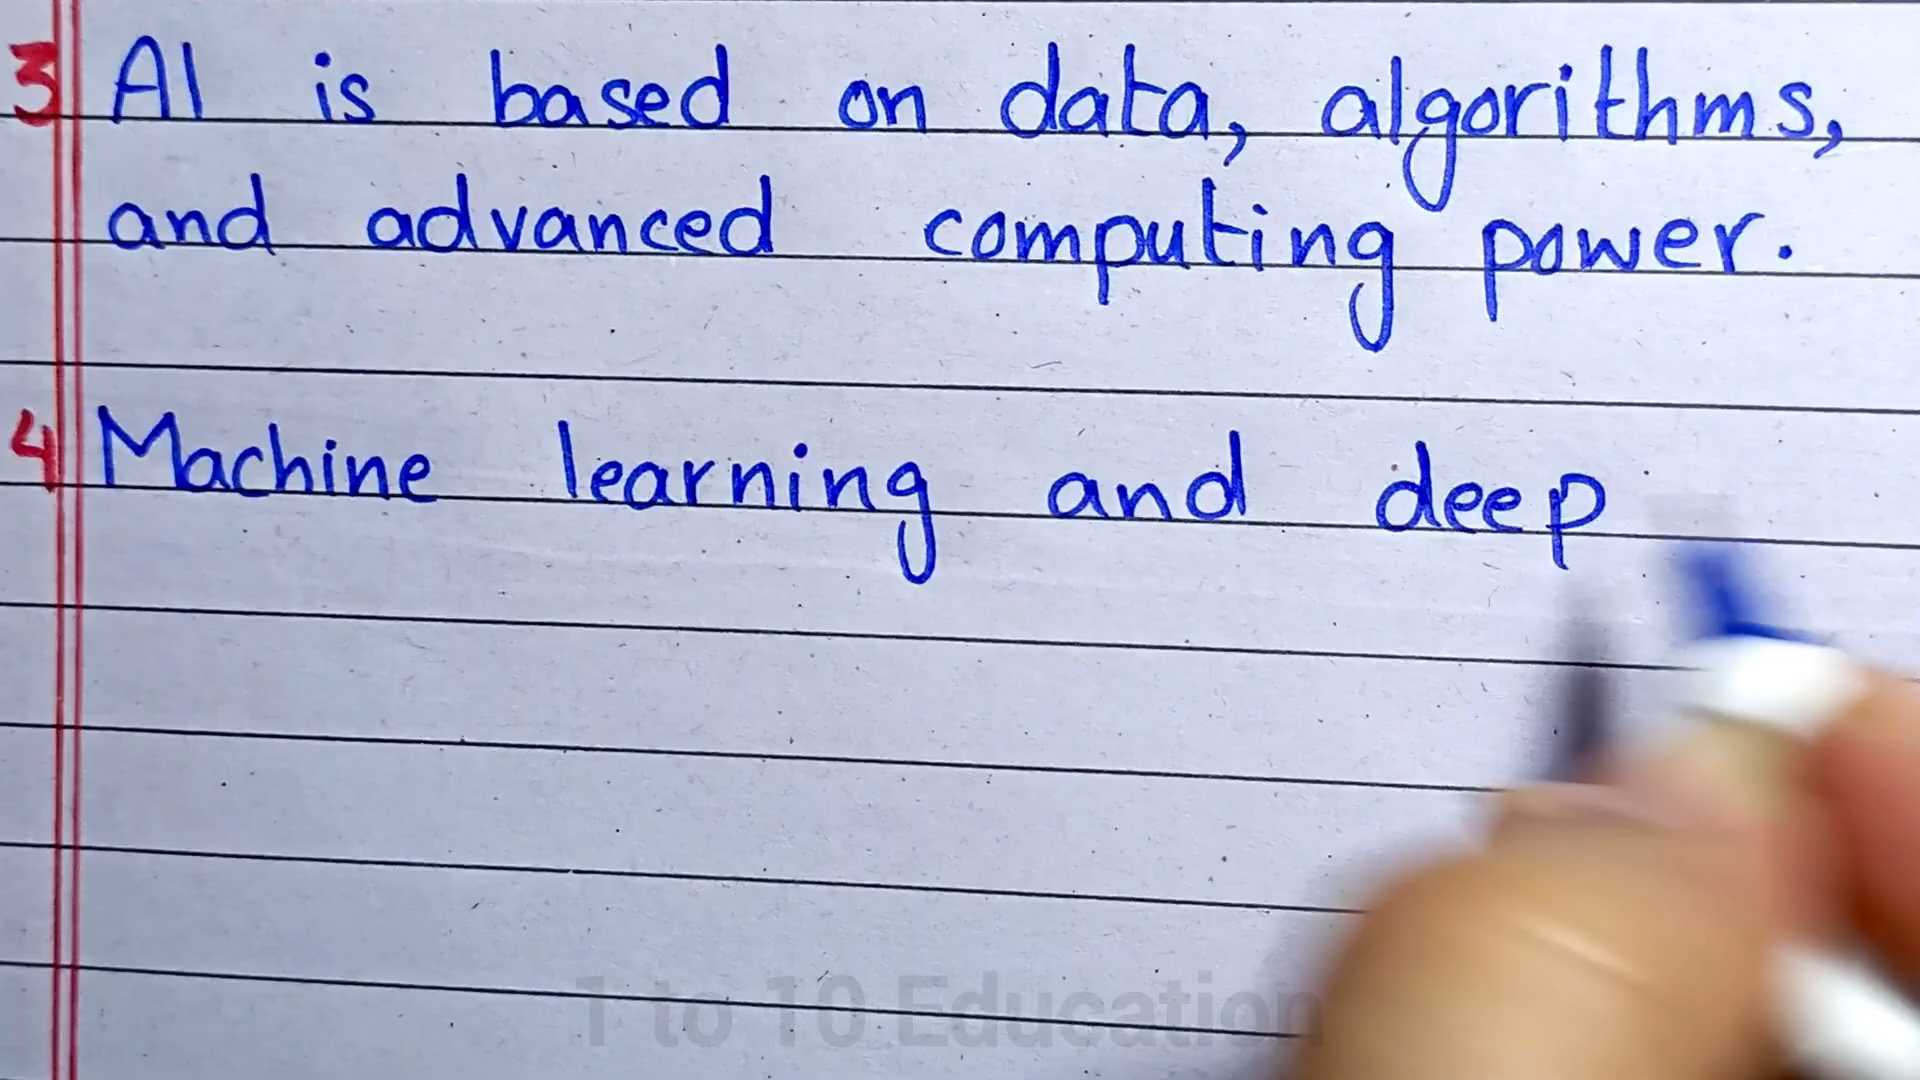 3 AI is based on data, algorithms,
and advanced computing power.
4 Machine learning and deep
1 to 10 Education